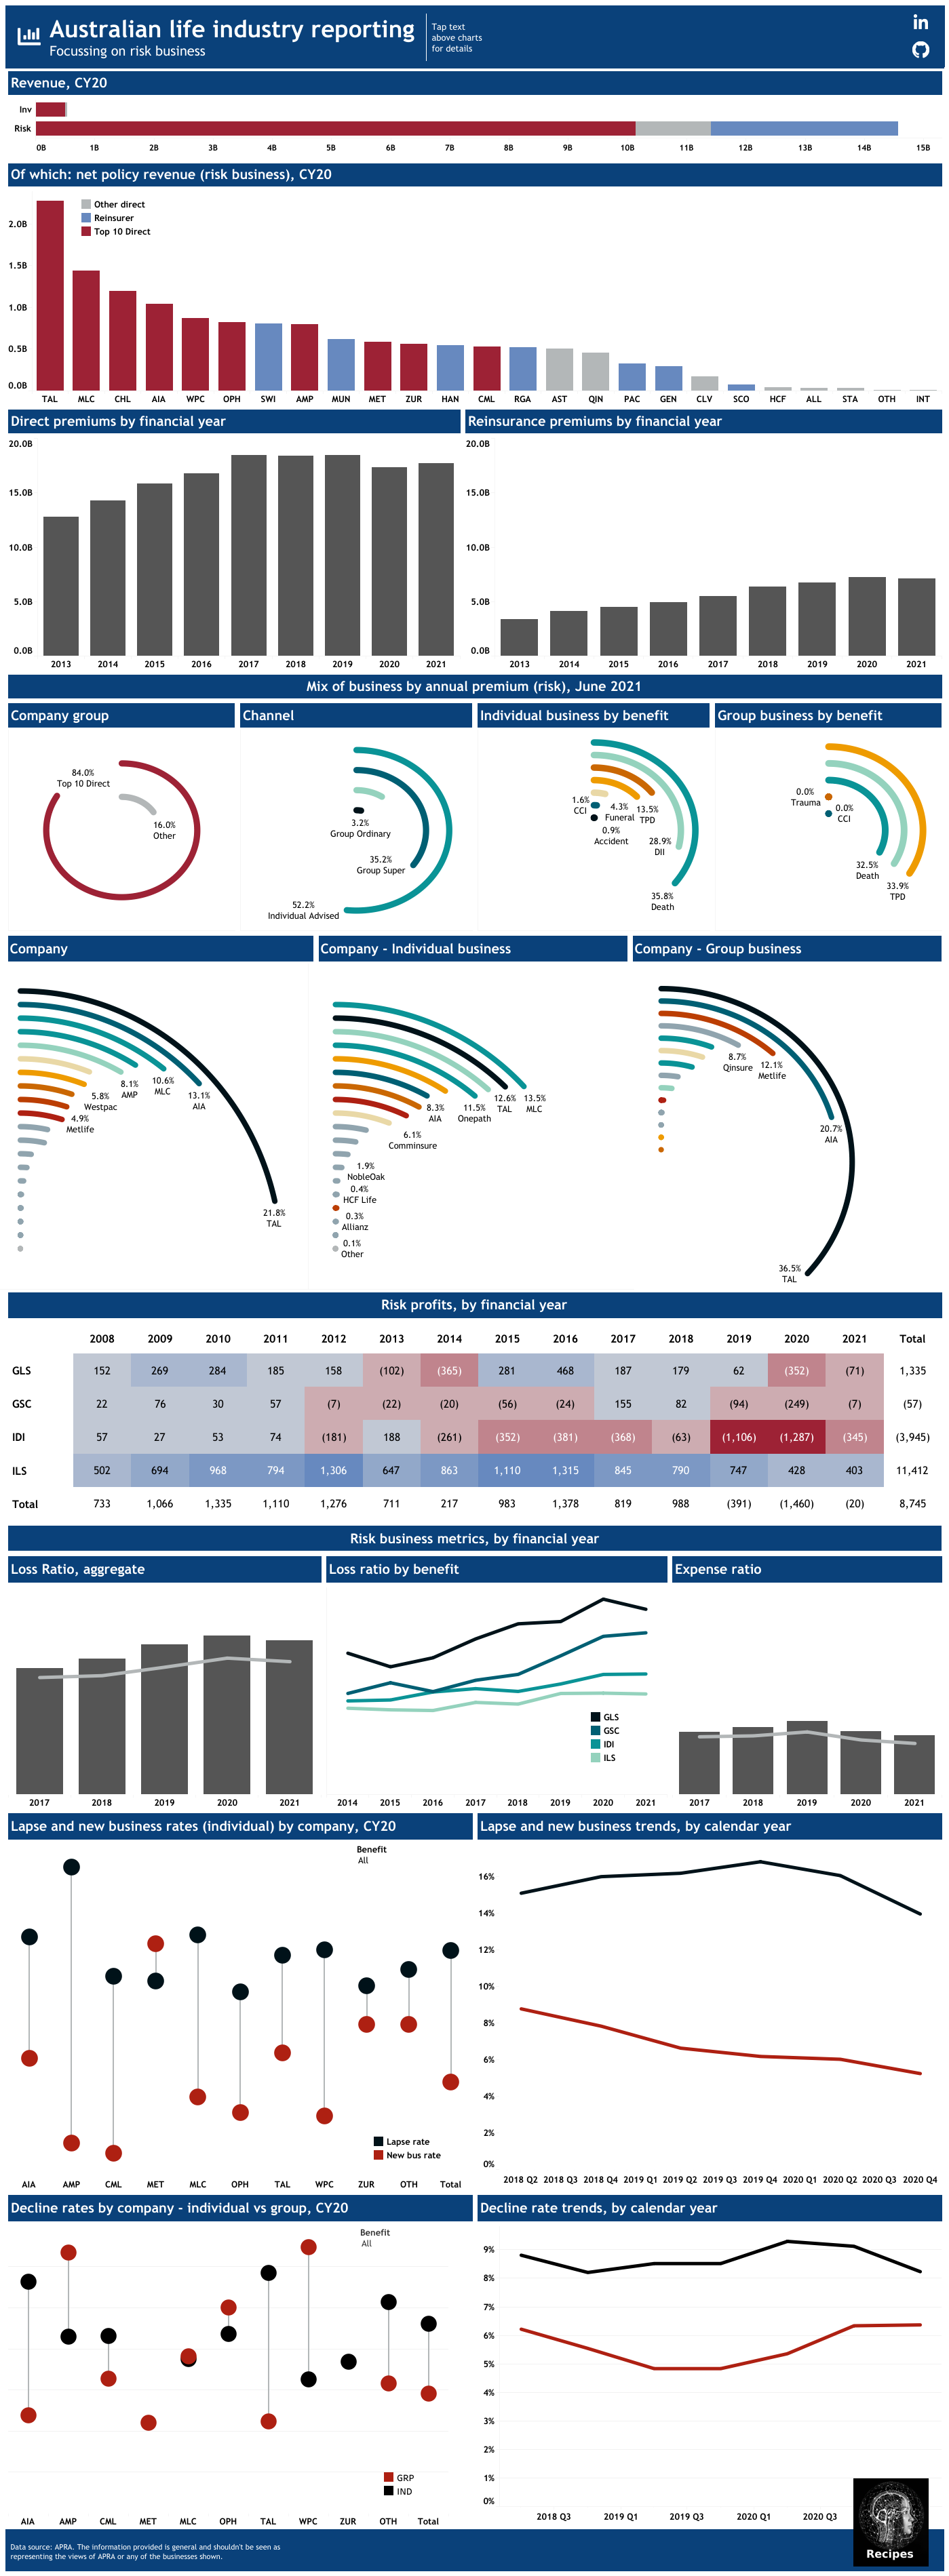 Australian life industry reporting
Focussing on risk business
Tap text
above charts
for details
in
Revenue, CY20
Inv
Risk
0B 1B 2B 3B 4B 5B 6B 7B 8B 9B 10B 11B 12B 13B 14B 15B
Of which: net policy revenue (risk business), CY20
Other direct
Reinsurer
Top 10 Direct
2.0B
1.5B
1.0B
0.5B
0.0B
TAL MLC CHL AIA WPC OPH SWI AMP MUN MET ZUR HAN CML RGA AST QIN PAC GEN CLV SCO HCF ALL STA OTH INT
Direct premiums by financial year
20.0B
15.0B
10.0B
5.0B
0.0B
2013 2014 2015 2016 2017 2018 2019 2020 2021
Reinsurance premiums by financial year
20.0B
15.0B
10.0B
5.0B
0.0B
2013 2014 2015 2016 2017 2018 2019 2020 2021
Mix of business by annual premium (risk), June 2021
Company group
84.0%
Top 10 Direct
16.0%
Other
Channel
3.2%
Group Ordinary
35.2%
Group Super
52.2%
Individual Advised
Individual business by benefit
1.6%
CCI
4.3%
Funeral
13.5%
TPD
0.9%
Accident
28.9%
DII
35.8%
Death
Group business by benefit
0.0%
Trauma
0.0%
CCI
32.5%
Death
33.9%
TPD
Company
5.8%
Westpac
8.1%
AMP
10.6%
MLC
13.1%
AIA
4.9%
Metlife
21.8%
TAL
Company - Individual business
8.3%
AIA
11.5%
Onepath
12.6%
TAL
13.5%
MLC
6.1%
Comminsure
1.9%
NobleOak
0.4%
HCF Life
0.3%
Allianz
0.1%
Other
Company - Group business
8.7%
Qinsure
12.1%
Metlife
20.7%
AIA
36.5%
TAL
Risk profits, by financial year
2008 2009 2010 2011 2012 2013 2014 2015 2016 2017 2018 2019 2020 2021 Total
GLS 152 269 284 185 158 (102) (365) 281 468 187 179 62 (352) (71) 1,335
GSC 22 76 30 57 (7) (22) (20) (56) (24) 155 82 (94) (249) (7) (57)
IDI 57 27 53 74 (181) 188 (261) (352) (381) (368) (63) (1,106) (1,287) (345) (3,945)
ILS 502 694 968 794 1,306 647 863 1,110 1,315 845 790 747 428 403 11,412
Total 733 1,066 1,335 1,110 1,276 711 217 983 1,378 819 988 (391) (1,460) (20) 8,745
Risk business metrics, by financial year
Loss Ratio, aggregate
2017 2018 2019 2020 2021
Loss ratio by benefit
GLS
GSC
IDI
ILS
2014 2015 2016 2017 2018 2019 2020 2021
Expense ratio
2017 2018 2019 2020 2021
Lapse and new business rates (individual) by company, CY20
Benefit
All
Lapse rate
New bus rate
AIA AMP CML MET MLC OPH TAL WPC ZUR OTH Total
Lapse and new business trends, by calendar year
16%
14%
12%
10%
8%
6%
4%
2%
0%
2018 Q2 2018 Q3 2018 Q4 2019 Q1 2019 Q2 2019 Q3 2019 Q4 2020 Q1 2020 Q2 2020 Q3 2020 Q4
Decline rates by company - individual vs group, CY20
Benefit
All
GRP
IND
AIA AMP CML MET MLC OPH TAL WPC ZUR OTH Total
Decline rate trends, by calendar year
9%
8%
7%
6%
5%
4%
3%
2%
1%
0%
2018 Q3 2019 Q1 2019 Q3 2020 Q1 2020 Q3
Data source: APRA. The information provided is general and shouldn't be seen as
representing the views of APRA or any of the businesses shown.
Recipes